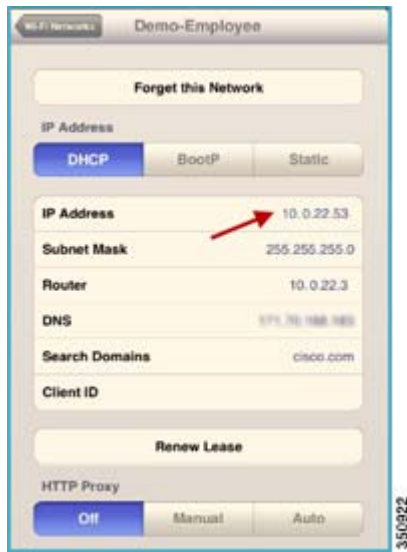 Wi-Fi Networks
Demo-Employee
Forget this Network
IP Address
DHCP BootP Static
IP Address 10.0.22.53
Subnet Mask 255.255.255.0
Router 10.0.22.3
DNS
Search Domains cisco.com
Client ID
Renew Lease
HTTP Proxy
Off Manual Auto
350922